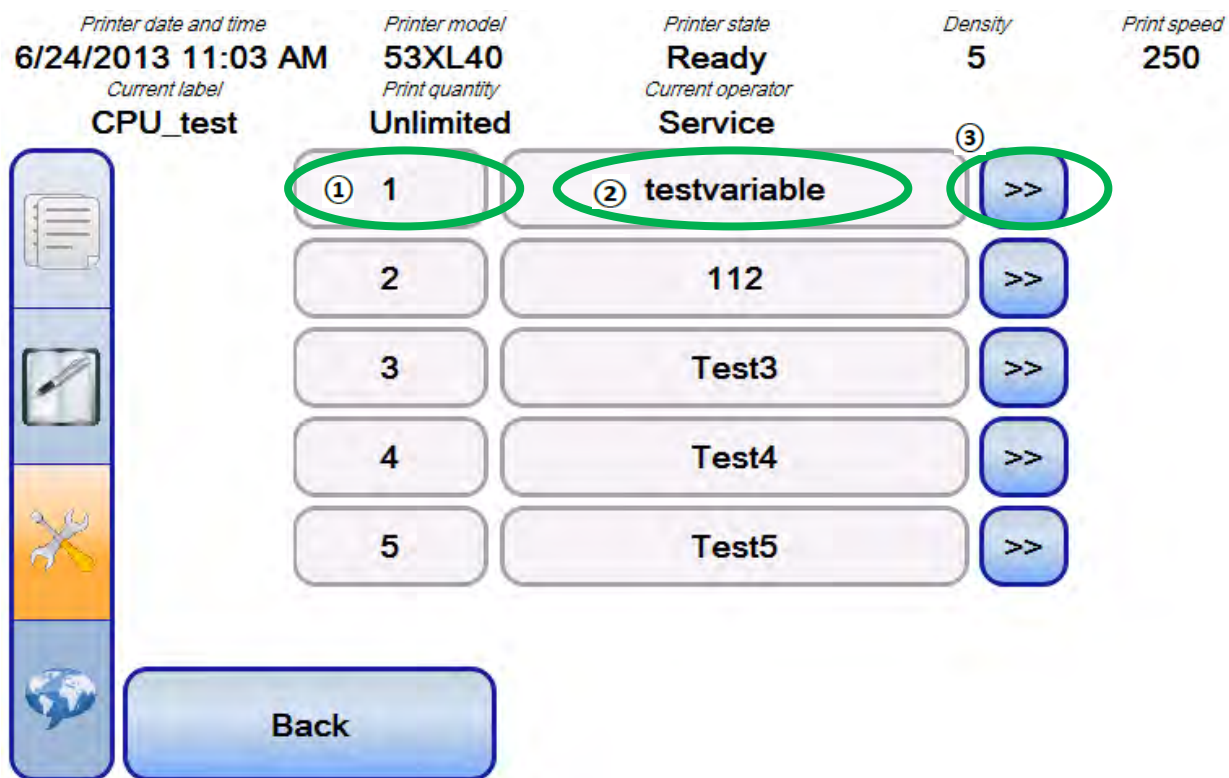 Printer date and time Printer model Printer state Density Print speed
6/24/2013 11:03 AM 53XL40 Ready 5 250
Current label Print quantity Current operator
CPU_test Unlimited Service
③
① 1 ② testvariable >>
2 112 >>
3 Test3 >>
4 Test4 >>
5 Test5 >>
Back